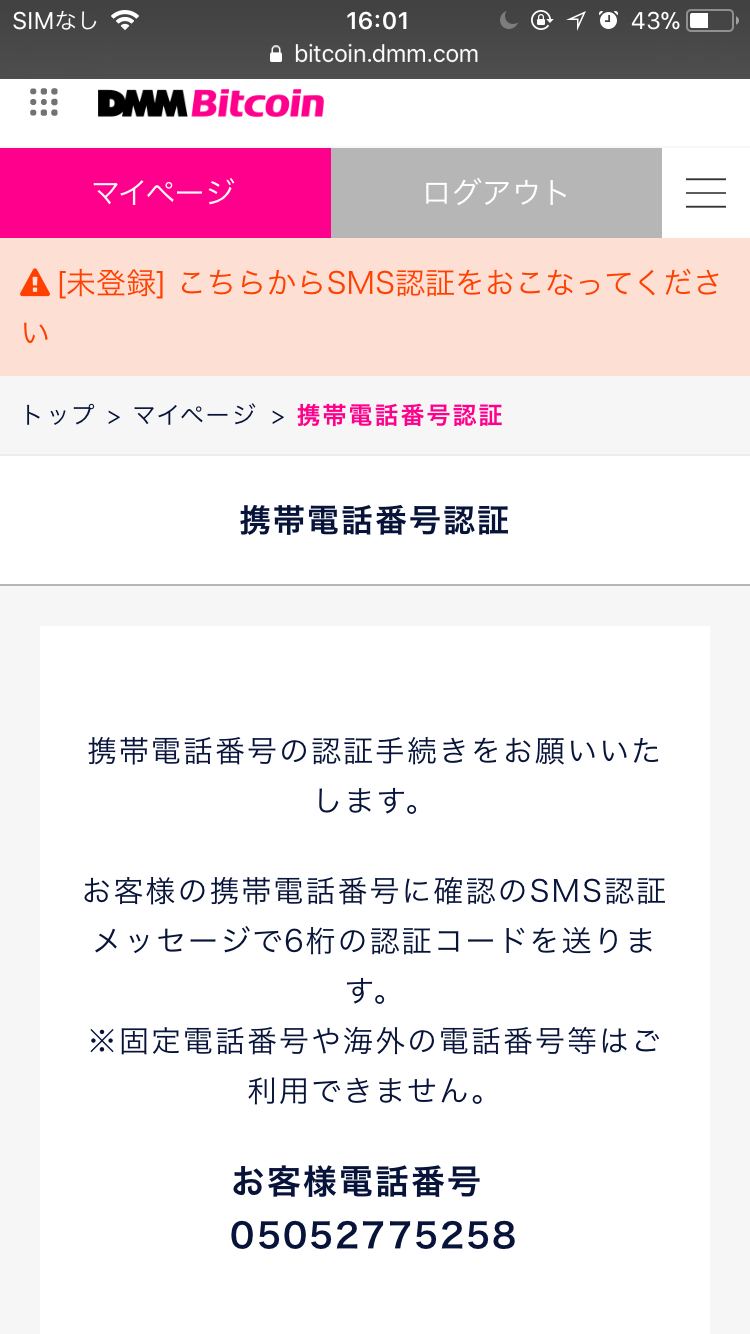 SIMなし 16:01 43%
bitcoin.dmm.com
DMM Bitcoin
マイページ ログアウト
[未登録] こちらからSMS認証をおこなってくださ
い
トップ > マイページ > 携帯電話番号認証
携帯電話番号認証
携帯電話番号の認証手続きをお願いいた
します。
お客様の携帯電話番号に確認のSMS認証
メッセージで6桁の認証コードを送りま
す。
※固定電話番号や海外の電話番号等はご
利用できません。
お客様電話番号
05052775258